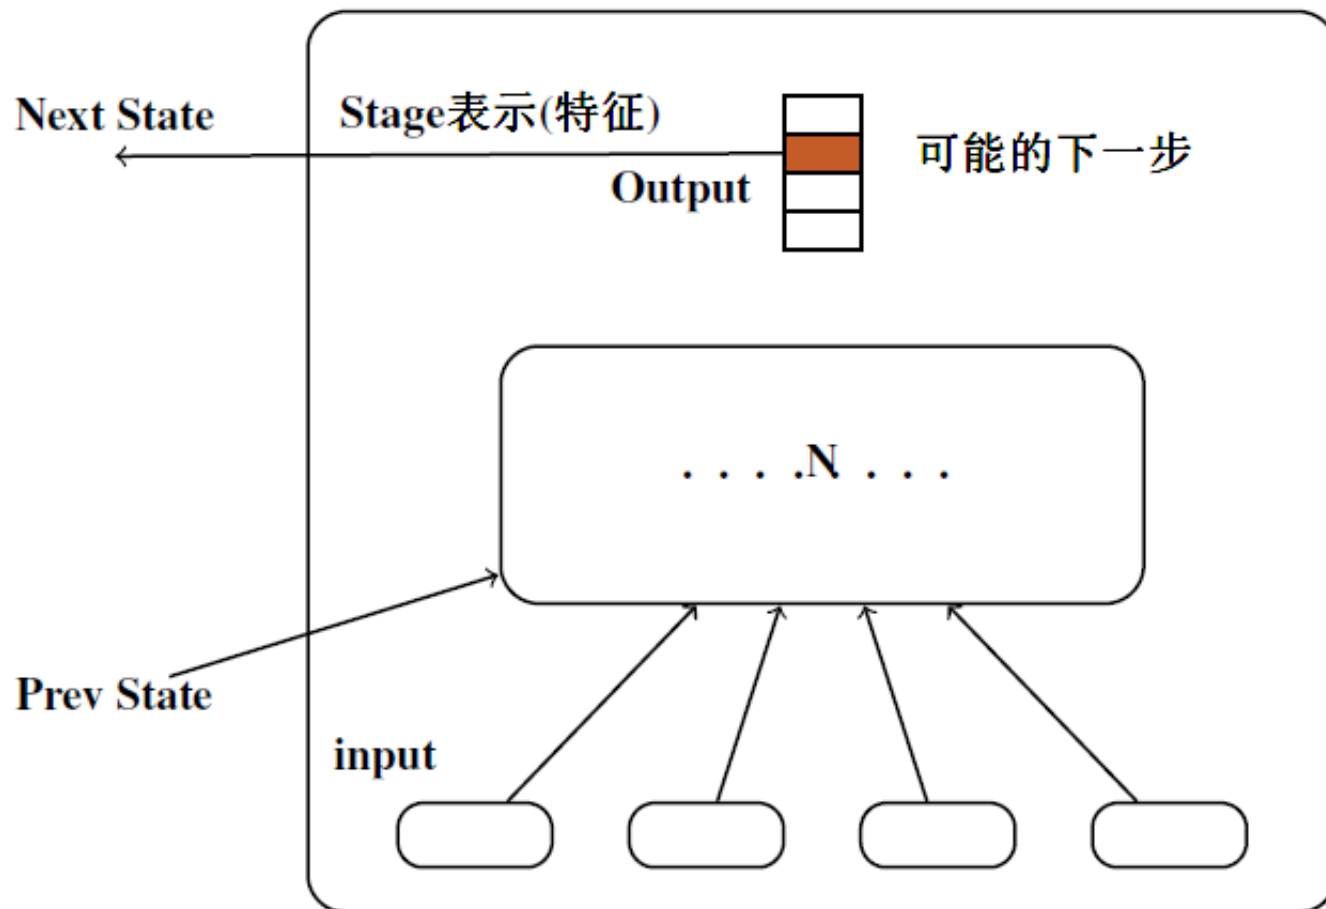 Next State
Stage表示(特征)
Output
可能的下一步
. . . .N . . .
Prev State
input